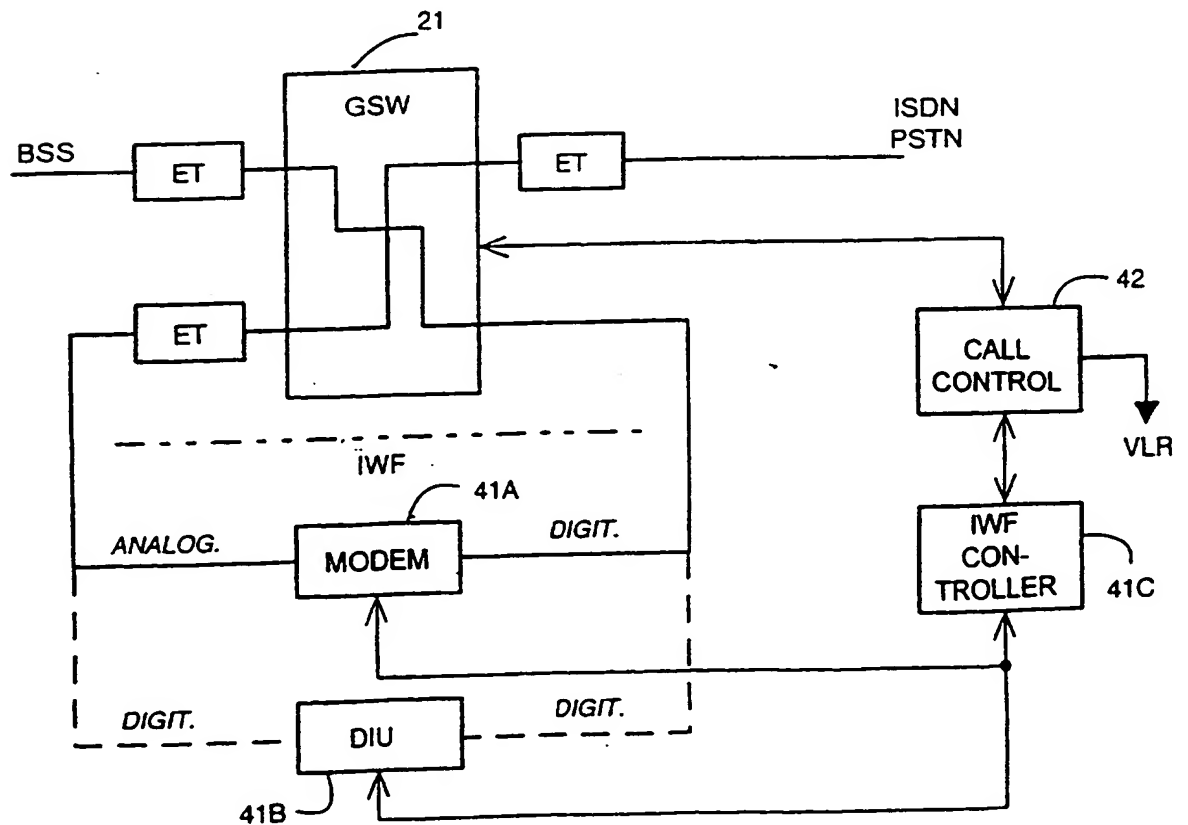 21
GSW
ISDN
PSTN
BSS
ET
ET
ET
42
CALL
CONTROL
VLR
IWF
41A
ANALOG.
MODEM
DIGIT.
IWF
CON-
TROLLER
41C
DIGIT.
DIU
DIGIT.
41B